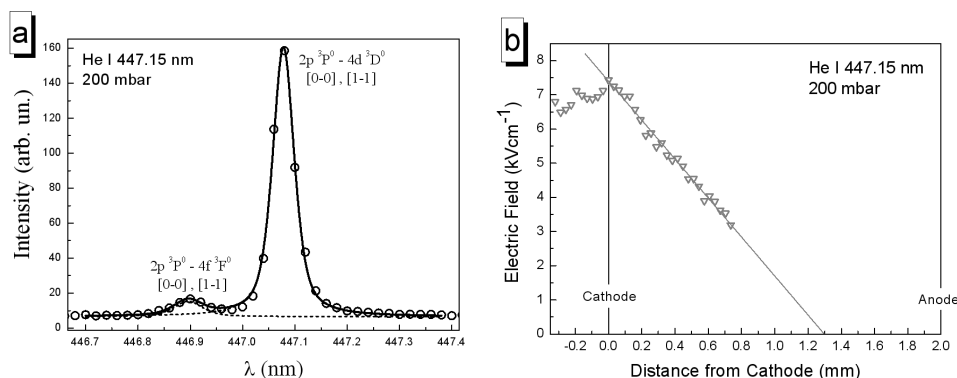 a
He I 447.15 nm
200 mbar
2p ³P⁰ - 4d ³D⁰
[0-0] , [1-1]
2p ³P⁰ - 4f ³F⁰
[0-0] , [1-1]
Intensity (arb. un.)
160
140
120
100
80
60
40
20
0
446.7 446.8 446.9 447.0 447.1 447.2 447.3 447.4
λ (nm)
b
He I 447.15 nm
200 mbar
Electric Field (kVcm⁻¹)
8
7
6
5
4
3
2
1
0
Cathode
Anode
-0.2 0.0 0.2 0.4 0.6 0.8 1.0 1.2 1.4 1.6 1.8 2.0
Distance from Cathode (mm)